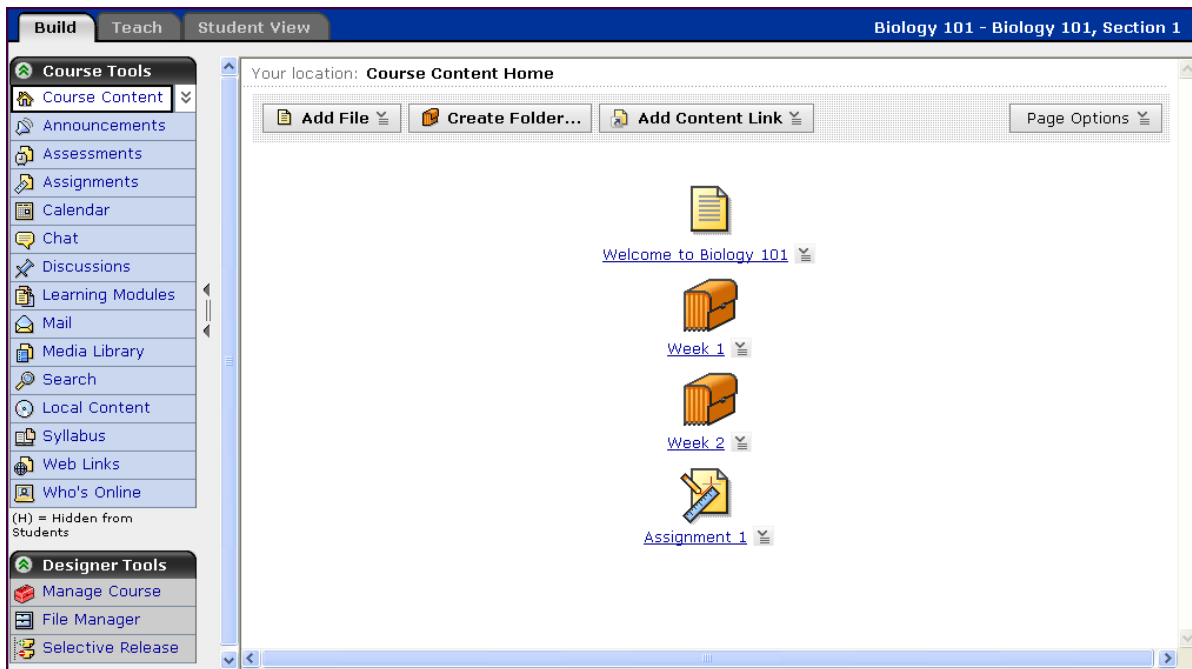 Build Teach Student View Biology 101 - Biology 101, Section 1
Course Tools
Course Content
Announcements
Assessments
Assignments
Calendar
Chat
Discussions
Learning Modules
Mail
Media Library
Search
Local Content
Syllabus
Web Links
Who's Online
(H) = Hidden from
Students
Designer Tools
Manage Course
File Manager
Selective Release
Your location: Course Content Home
Add File Create Folder... Add Content Link Page Options
Welcome to Biology 101
Week 1
Week 2
Assignment 1